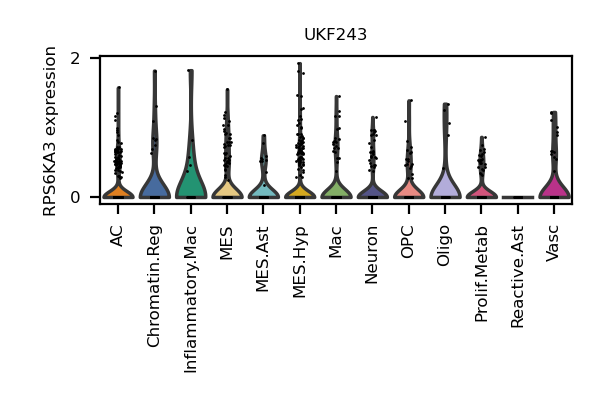 UKF243
RPS6KA3 expression
2
0
AC
Chromatin.Reg
Inflammatory.Mac
MES
MES.Ast
MES.Hyp
Mac
Neuron
OPC
Oligo
Prolif.Metab
Reactive.Ast
Vasc